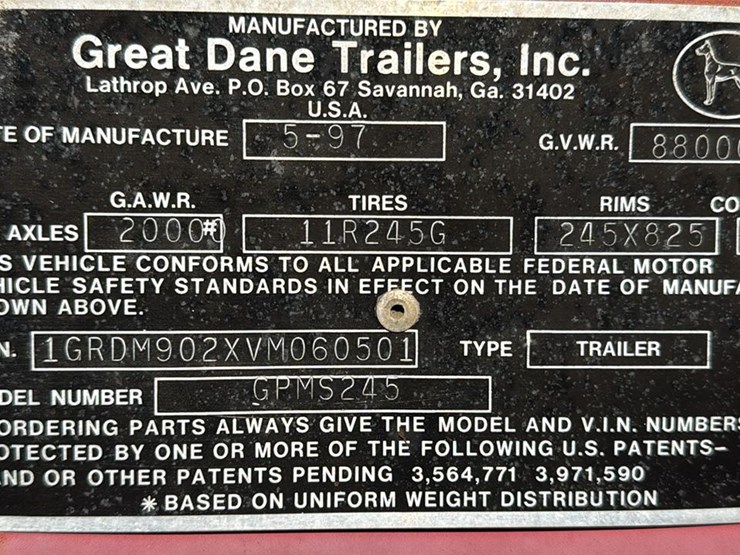 MANUFACTURED BY
Great Dane Trailers, Inc.
Lathrop Ave. P.O. Box 67 Savannah, Ga. 31402
U.S.A.
TE OF MANUFACTURE 5-97 G.V.W.R. 88000
G.A.W.R. TIRES RIMS CO
AXLES 20000# 11R245G 245X825
S VEHICLE CONFORMS TO ALL APPLICABLE FEDERAL MOTOR
HICLE SAFETY STANDARDS IN EFFECT ON THE DATE OF MANUFA
OWN ABOVE.
N. 1GRDM902XVM060501 TYPE TRAILER
DEL NUMBER GPMS245
ORDERING PARTS ALWAYS GIVE THE MODEL AND V.I.N. NUMBERS
OTECTED BY ONE OR MORE OF THE FOLLOWING U.S. PATENTS-
ND OR OTHER PATENTS PENDING 3,564,771 3,971,590
* BASED ON UNIFORM WEIGHT DISTRIBUTION